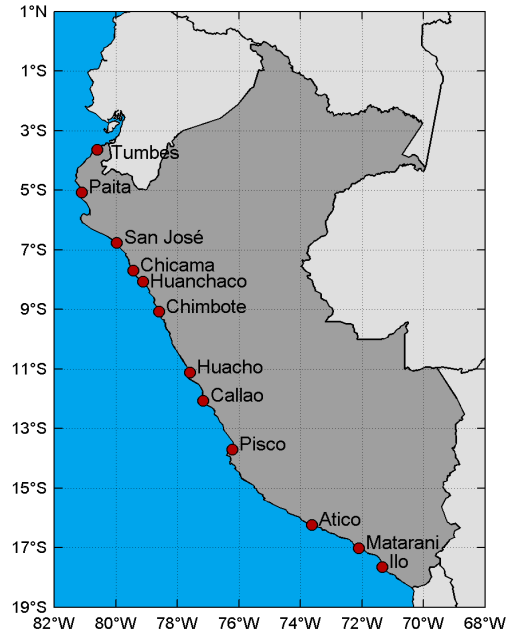 1°N
1°S
3°S
Tumbes
5°S
Paita
7°S
San José
Chicama
Huanchaco
9°S
Chimbote
11°S
Huacho
Callao
13°S
Pisco
15°S
Atico
17°S
Matarani
Ilo
19°S
82°W 80°W 78°W 76°W 74°W 72°W 70°W 68°W